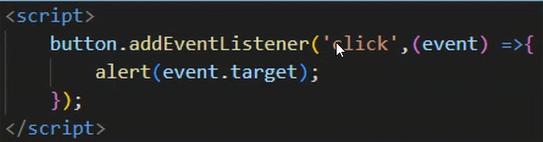 <script>
button.addEventListener('click',(event) =>{
alert(event.target);
});
</script>